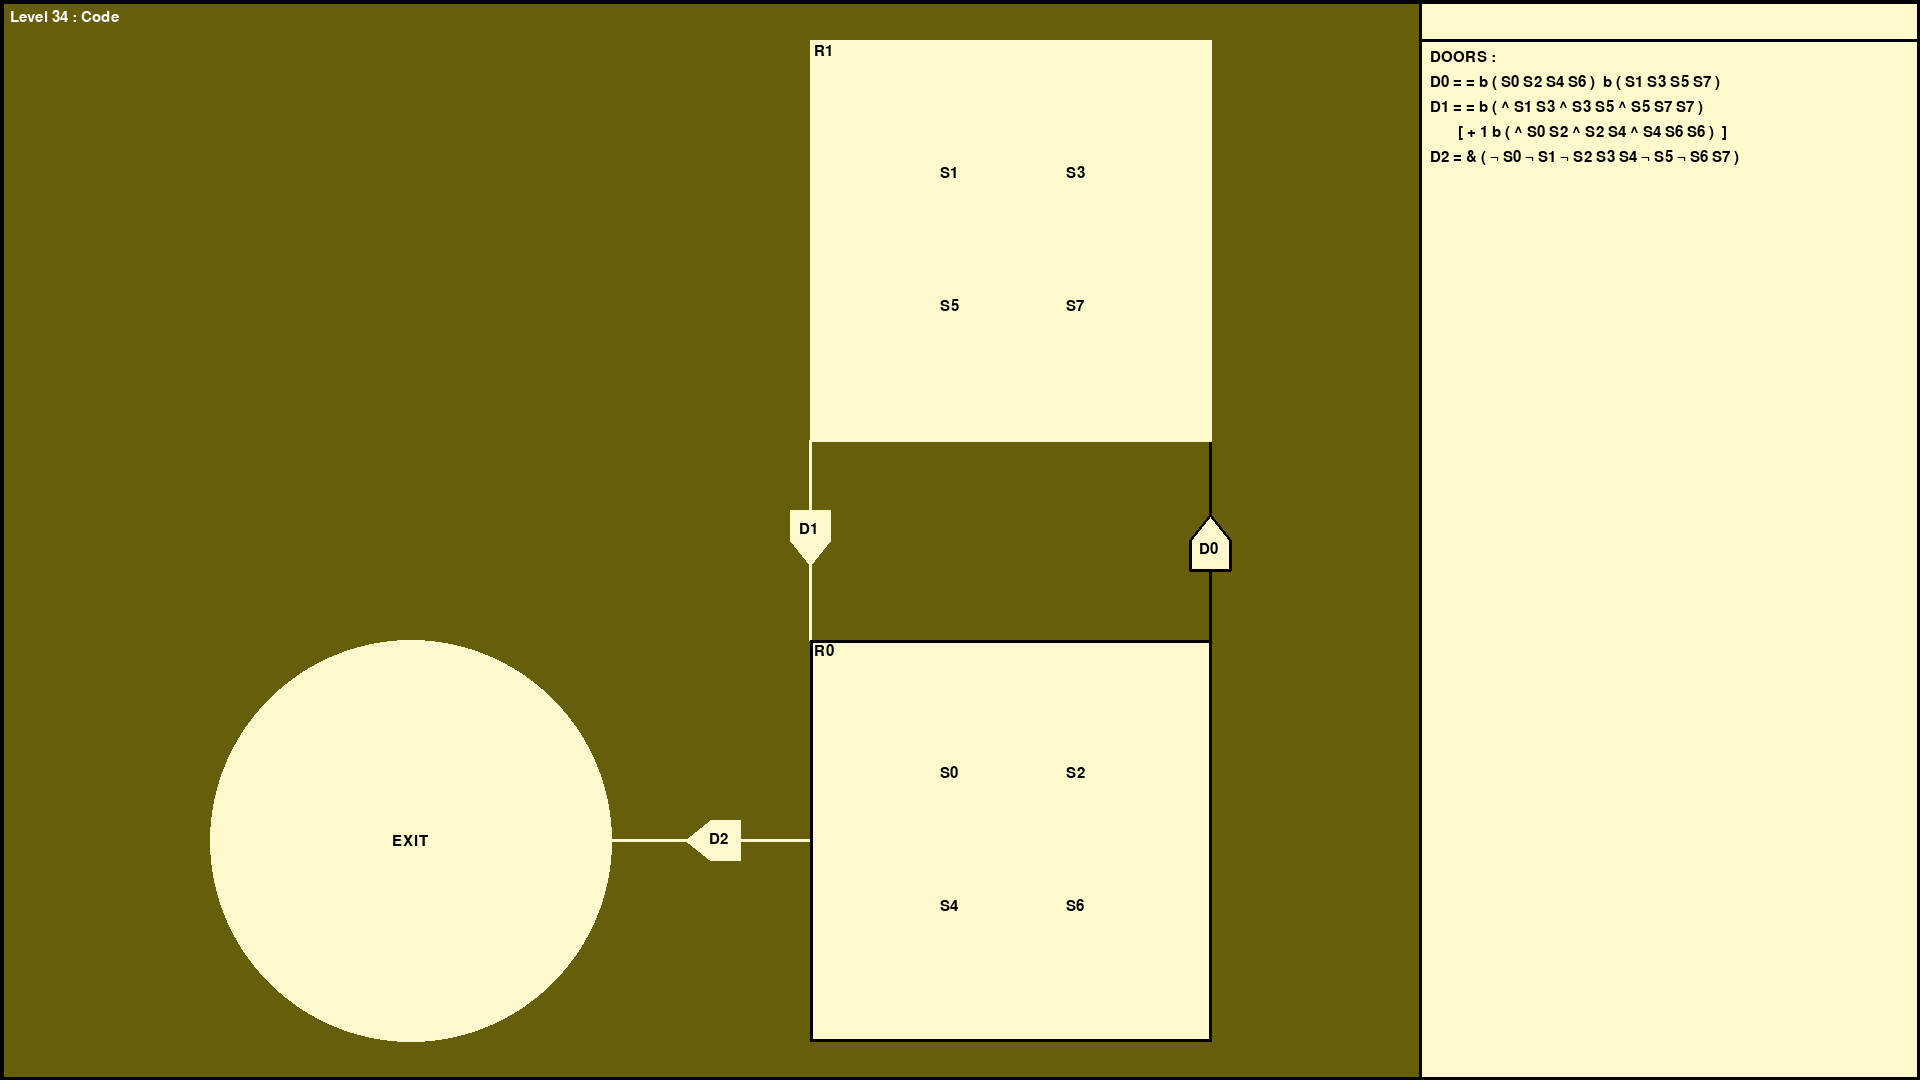 Level 34 : Code
R1
S1 S3
S5 S7
D1
D0
R0
S0 S2
D2
EXIT
S4 S6
DOORS :
D0 = = b ( S0 S2 S4 S6 ) b ( S1 S3 S5 S7 )
D1 = = b ( ^ S1 S3 ^ S3 S5 ^ S5 S7 S7 )
[ + 1 b ( ^ S0 S2 ^ S2 S4 ^ S4 S6 S6 ) ]
D2 = & ( ¬ S0 ¬ S1 ¬ S2 S3 S4 ¬ S5 ¬ S6 S7 )